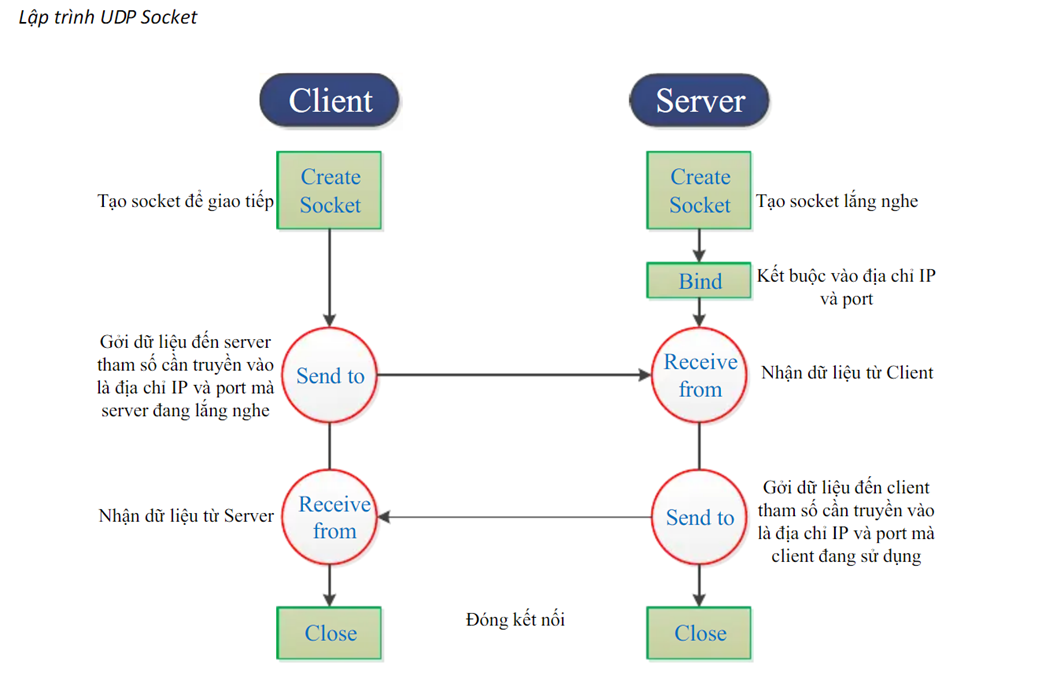 Lập trình UDP Socket
Client
Server
Create
Socket
Tạo socket để giao tiếp
Create
Socket
Tạo socket lắng nghe
Bind
Kết buộc vào địa chỉ IP
và port
Gởi dữ liệu đến server
tham số cần truyền vào
là địa chỉ IP và port mà
server đang lắng nghe
Send to
Receive
from
Nhận dữ liệu từ Client
Nhận dữ liệu từ Server
Receive
from
Send to
Gởi dữ liệu đến client
tham số cần truyền vào
là địa chỉ IP và port mà
client đang sử dụng
Close
Đóng kết nối
Close